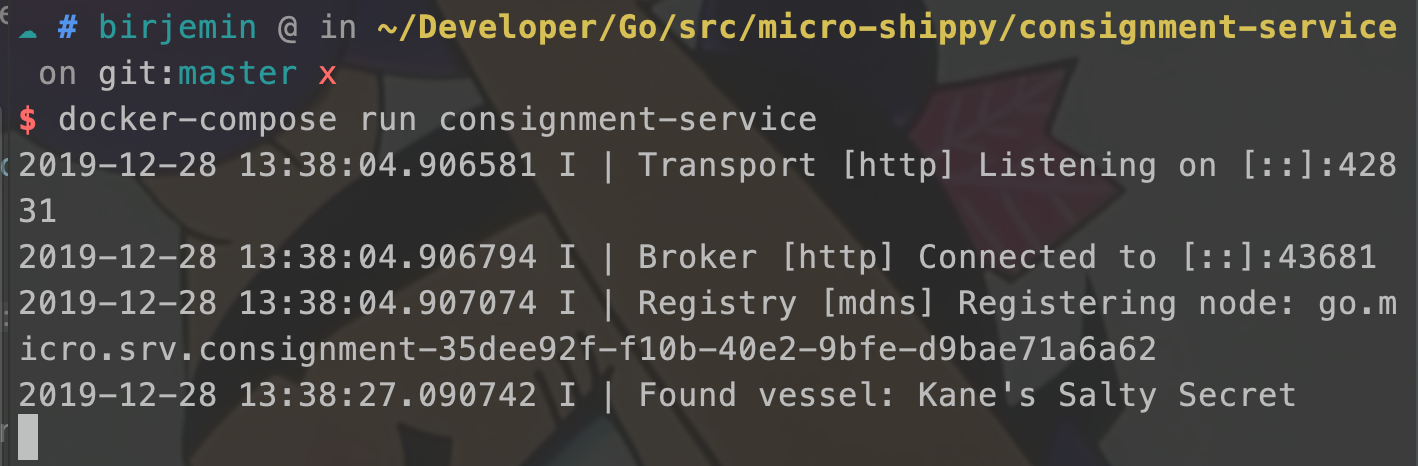 ☁ # birjemin @ in ~/Developer/Go/src/micro-shippy/consignment-service
on git:master x
$ docker-compose run consignment-service
2019-12-28 13:38:04.906581 I | Transport [http] Listening on [::]:428
31
2019-12-28 13:38:04.906794 I | Broker [http] Connected to [::]:43681
2019-12-28 13:38:04.907074 I | Registry [mdns] Registering node: go.m
icro.srv.consignment-35dee92f-f10b-40e2-9bfe-d9bae71a6a62
2019-12-28 13:38:27.090742 I | Found vessel: Kane's Salty Secret